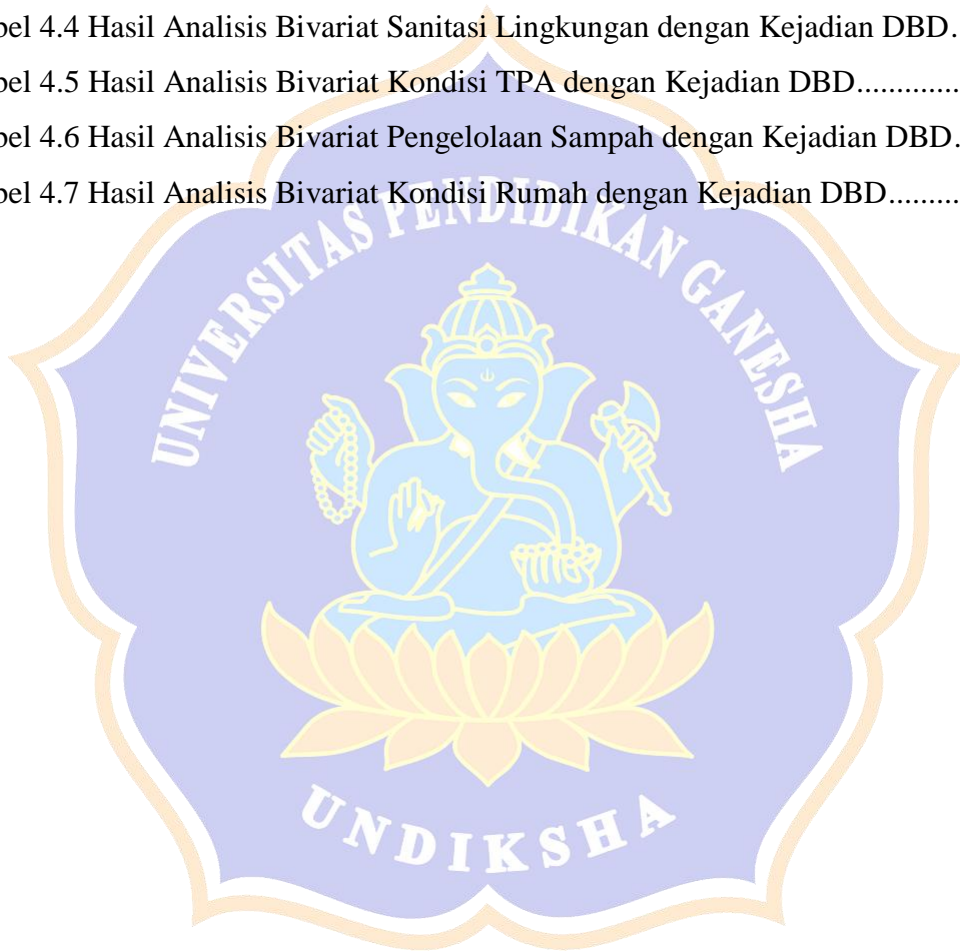 bel 4.4 Hasil Analisis Bivariat Sanitasi Lingkungan dengan Kejadian DBD.
bel 4.5 Hasil Analisis Bivariat Kondisi TPA dengan Kejadian DBD.............
bel 4.6 Hasil Analisis Bivariat Pengelolaan Sampah dengan Kejadian DBD.
bel 4.7 Hasil Analisis Bivariat Kondisi Rumah dengan Kejadian DBD.........
UNIVERSITAS PENDIDIKAN GANESHA
UNDIKSHA